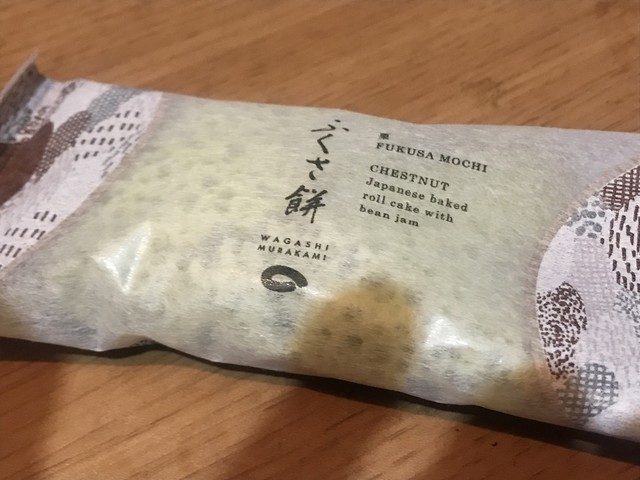 ふくさ餅
WAGASHI
MURAKAMI
栗
FUKUSA MOCHI
CHESTNUT
Japanese baked
roll cake with
bean jam